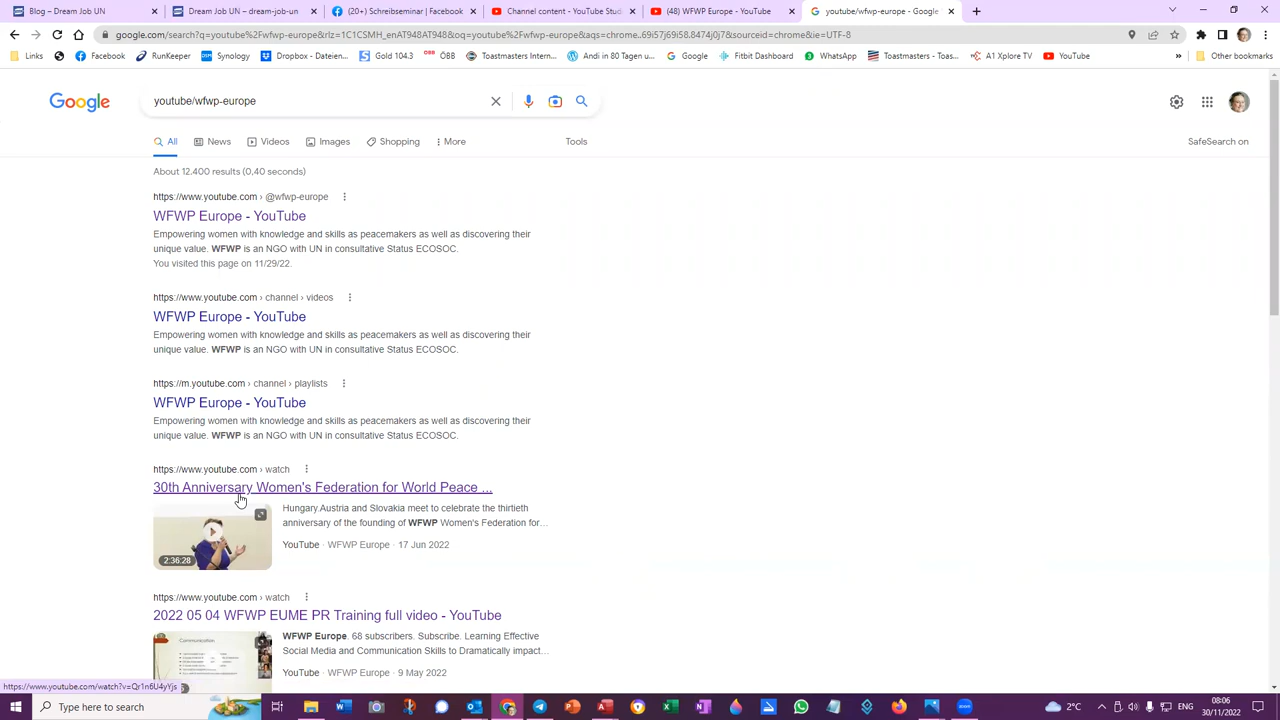 Blog – Dream Job UN
Dream Job UN – dream-job-un
(20+) Schreibseminar | Facebook
Channel content - YouTube Stud
(48) WFWP Europe - YouTube
youtube/wfwp-europe - Google
google.com/search?q=youtube%2Fwfwp-europe&rlz=1C1CSMH_enAT948AT948&oq=youtube%2Fwfwp-europe&aqs=chrome..69i57j69i58.8474j0j7&sourceid=chrome&ie=UTF-8
Links Facebook RunKeeper Synology Dropbox - Dateien Gold 104.3 ÖBB Toastmasters Intern... Andi in 80 Tagen u... Google Fitbit Dashboard WhatsApp Toastmasters - Toas... A1 Xplore TV YouTube » Other bookmarks
Google youtube/wfwp-europe
All News Videos Images Shopping More Tools SafeSearch on
About 12.400 results (0,40 seconds)
https://www.youtube.com › @wfwp-europe
WFWP Europe - YouTube
Empowering women with knowledge and skills as peacemakers as well as discovering their
unique value. WFWP is an NGO with UN in consultative Status ECOSOC.
You visited this page on 11/29/22.
https://www.youtube.com › channel › videos
WFWP Europe - YouTube
Empowering women with knowledge and skills as peacemakers as well as discovering their
unique value. WFWP is an NGO with UN in consultative Status ECOSOC.
https://m.youtube.com › channel › playlists
WFWP Europe - YouTube
Empowering women with knowledge and skills as peacemakers as well as discovering their
unique value. WFWP is an NGO with UN in consultative Status ECOSOC.
https://www.youtube.com › watch
30th Anniversary Women's Federation for World Peace ...
Hungary,Austria and Slovakia meet to celebrate the thirtieth
anniversary of the founding of WFWP Women's Federation for...
YouTube · WFWP Europe · 17 Jun 2022
2:36:28
https://www.youtube.com › watch
2022 05 04 WFWP EUME PR Training full video - YouTube
WFWP Europe. 68 subscribers. Subscribe. Learning Effective
Social Media and Communication Skills to Dramatically impact...
YouTube · WFWP Europe · 9 May 2022
Communication
https://www.youtube.com/watch?v=Qr1n6U4yYjs
Type here to search
2°C
08:06
30/11/2022